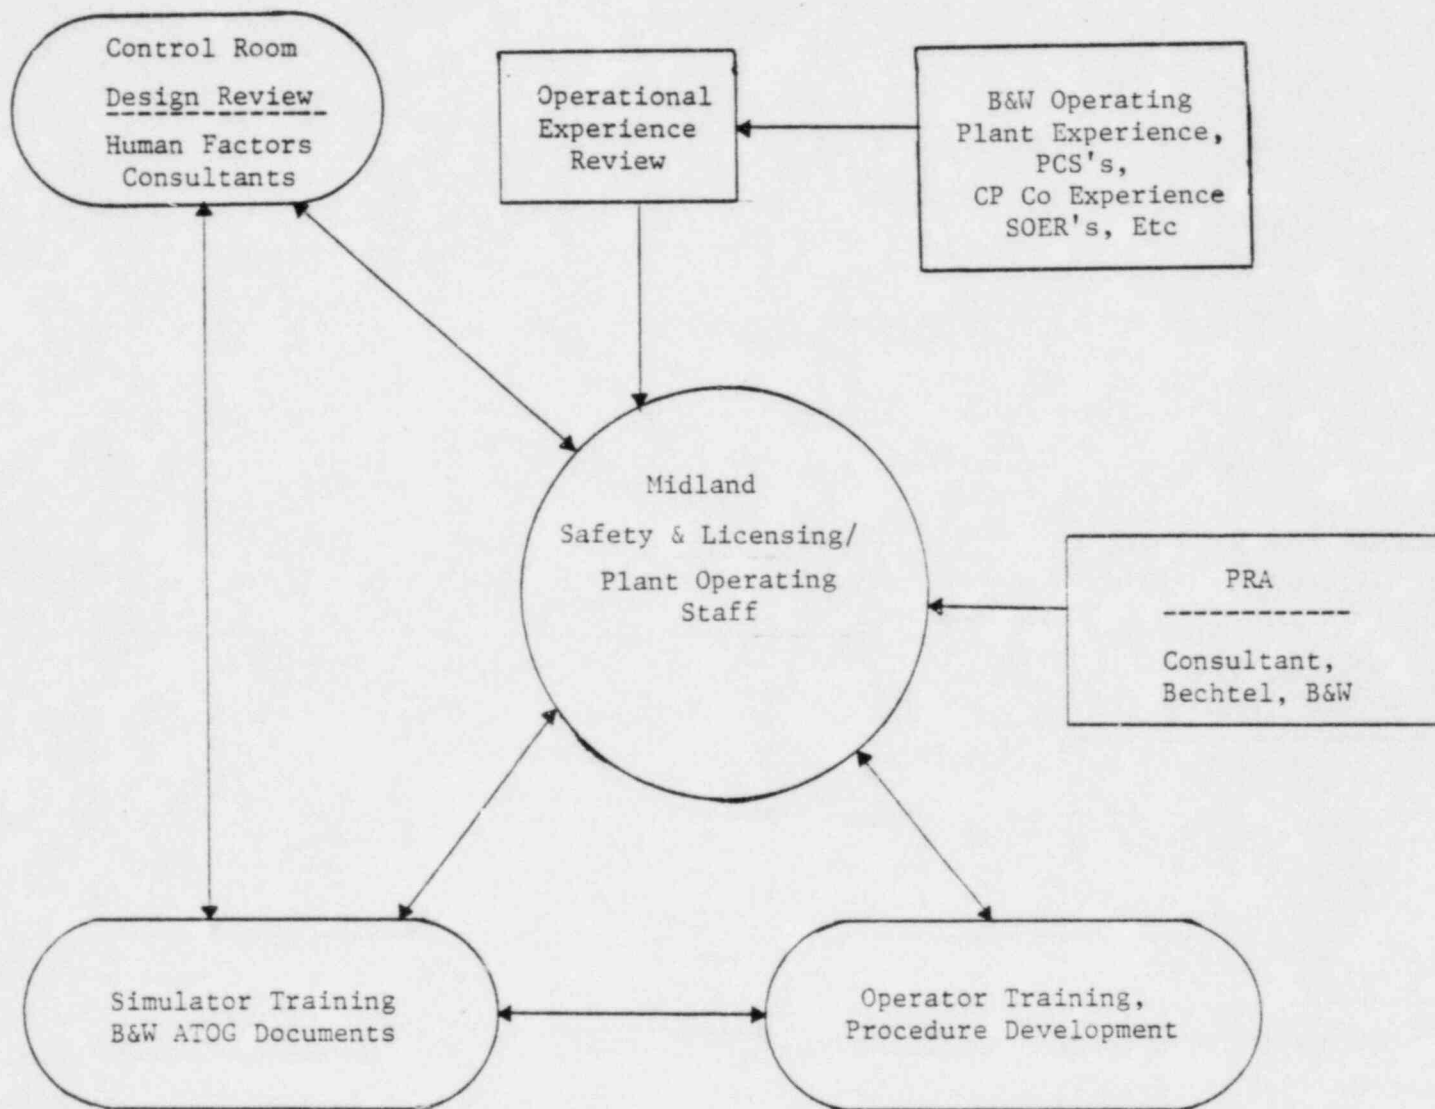 Control Room
Design Review
Human Factors
Consultants
Operational
Experience
Review
B&W Operating
Plant Experience,
PCS's,
CP Co Experience
SOER's, Etc
Midland
Safety & Licensing/
Plant Operating
Staff
PRA
Consultant,
Bechtel, B&W
Simulator Training
B&W ATOG Documents
Operator Training,
Procedure Development